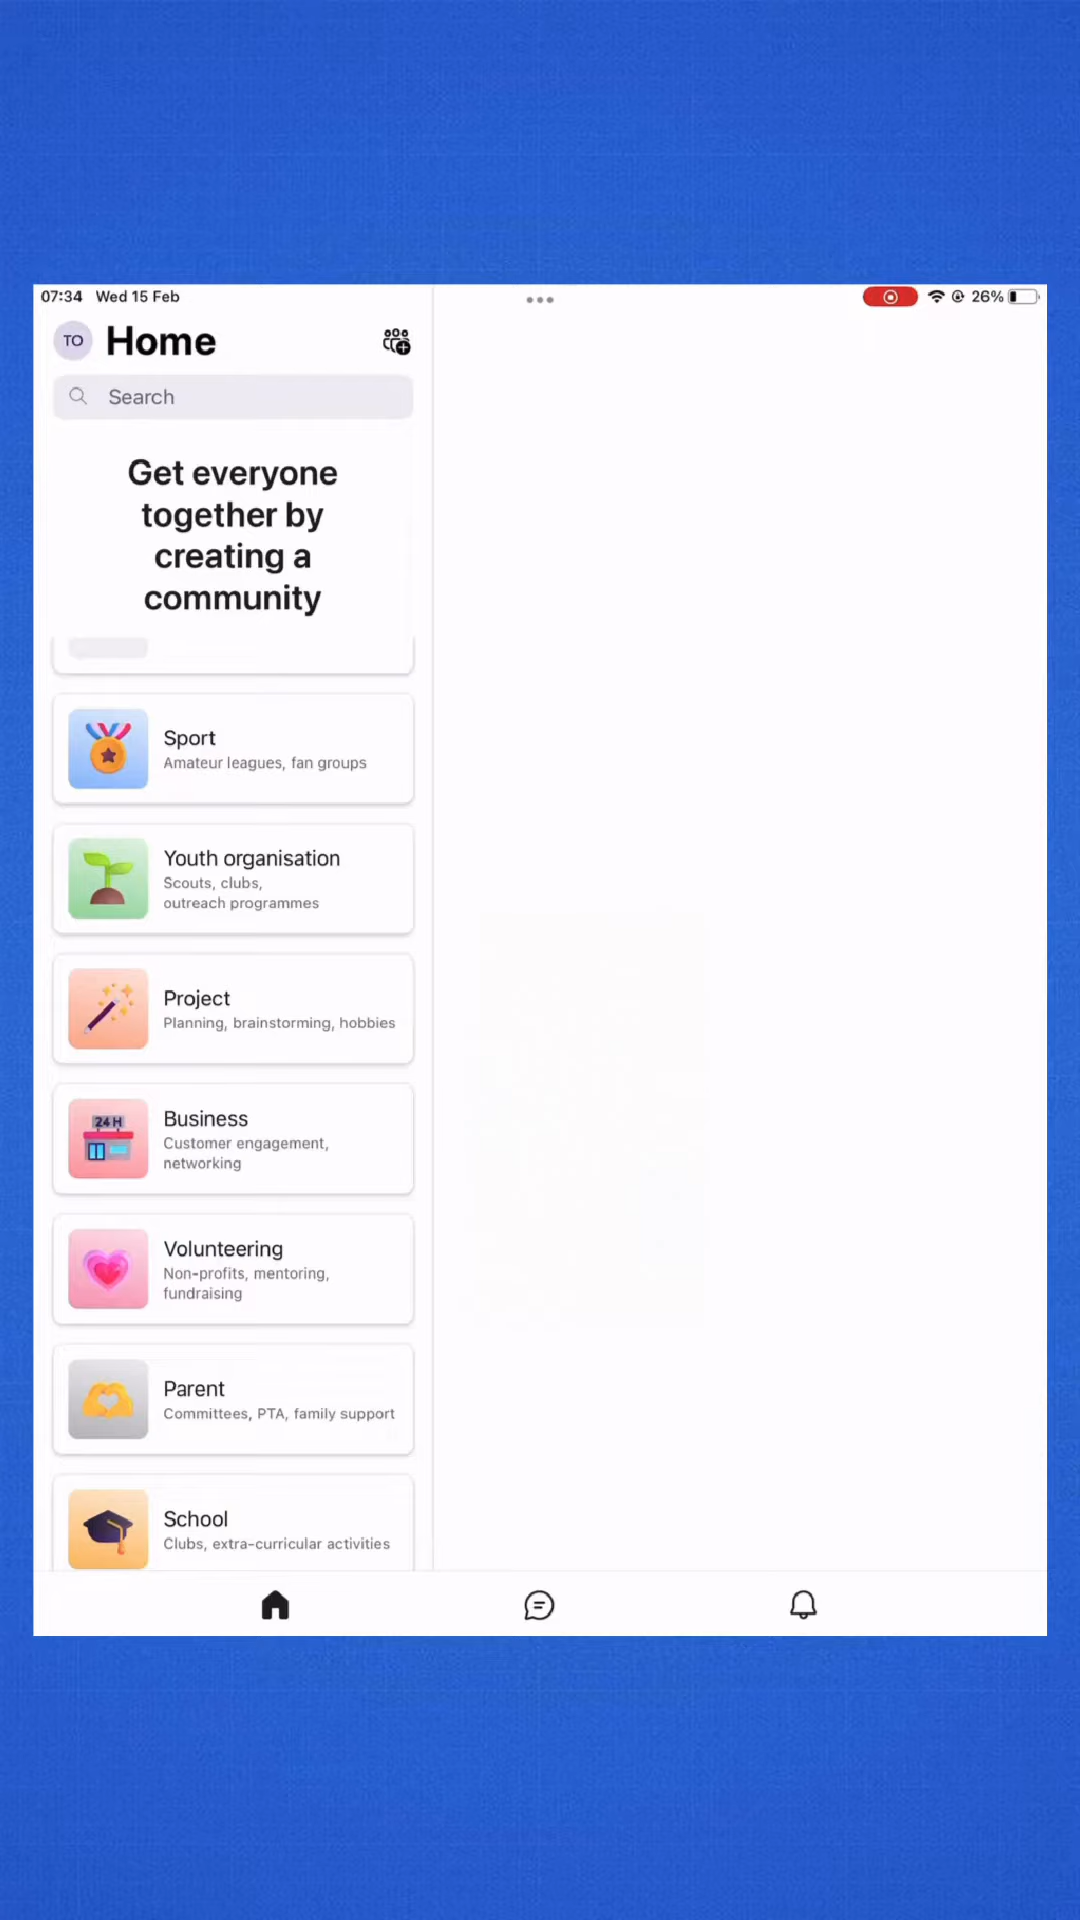 07:34 Wed 15 Feb
26%
TO Home
Search
Get everyone
together by
creating a
community
Sport
Amateur leagues, fan groups
Youth organisation
Scouts, clubs,
outreach programmes
Project
Planning, brainstorming, hobbies
24H
Business
Customer engagement,
networking
Volunteering
Non-profits, mentoring,
fundraising
Parent
Committees, PTA, family support
School
Clubs, extra-curricular activities